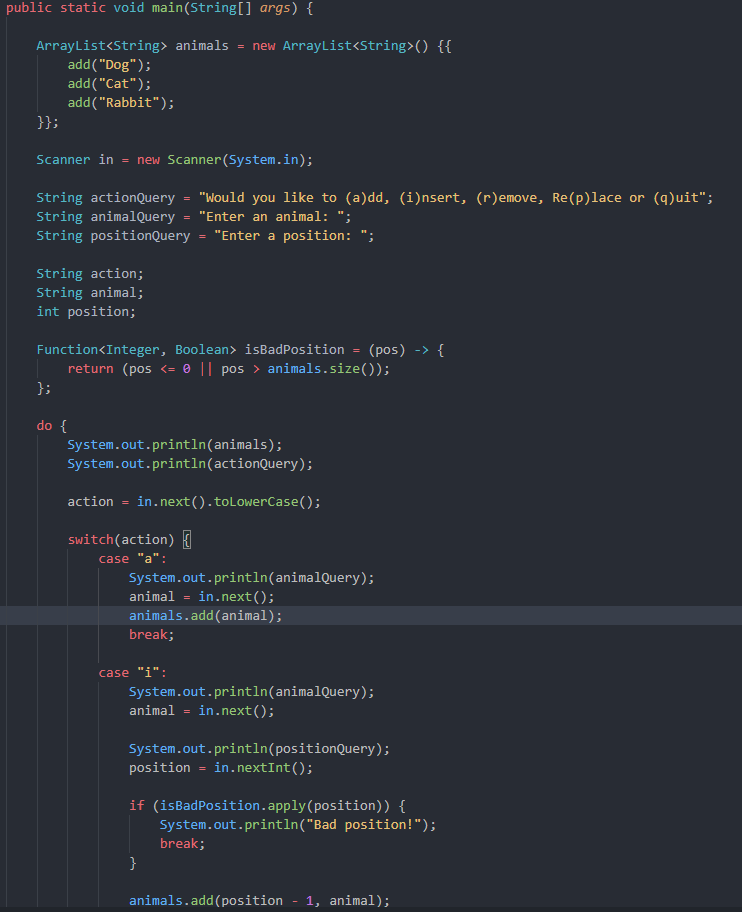 public static void main(String[] args) {
ArrayList<String> animals = new ArrayList<String>() {{
add("Dog");
add("Cat");
add("Rabbit");
}};
Scanner in = new Scanner(System.in);
String actionQuery = "Would you like to (a)dd, (i)nsert, (r)emove, Re(p)lace or (q)uit";
String animalQuery = "Enter an animal: ";
String positionQuery = "Enter a position: ";
String action;
String animal;
int position;
Function<Integer, Boolean> isBadPosition = (pos) -> {
return (pos <= 0 || pos > animals.size());
};
do {
System.out.println(animals);
System.out.println(actionQuery);
action = in.next().toLowerCase();
switch(action) {
case "a":
System.out.println(animalQuery);
animal = in.next();
animals.add(animal);
break;
case "i":
System.out.println(animalQuery);
animal = in.next();
System.out.println(positionQuery);
position = in.nextInt();
if (isBadPosition.apply(position)) {
System.out.println("Bad position!");
break;
}
animals.add(position - 1, animal);